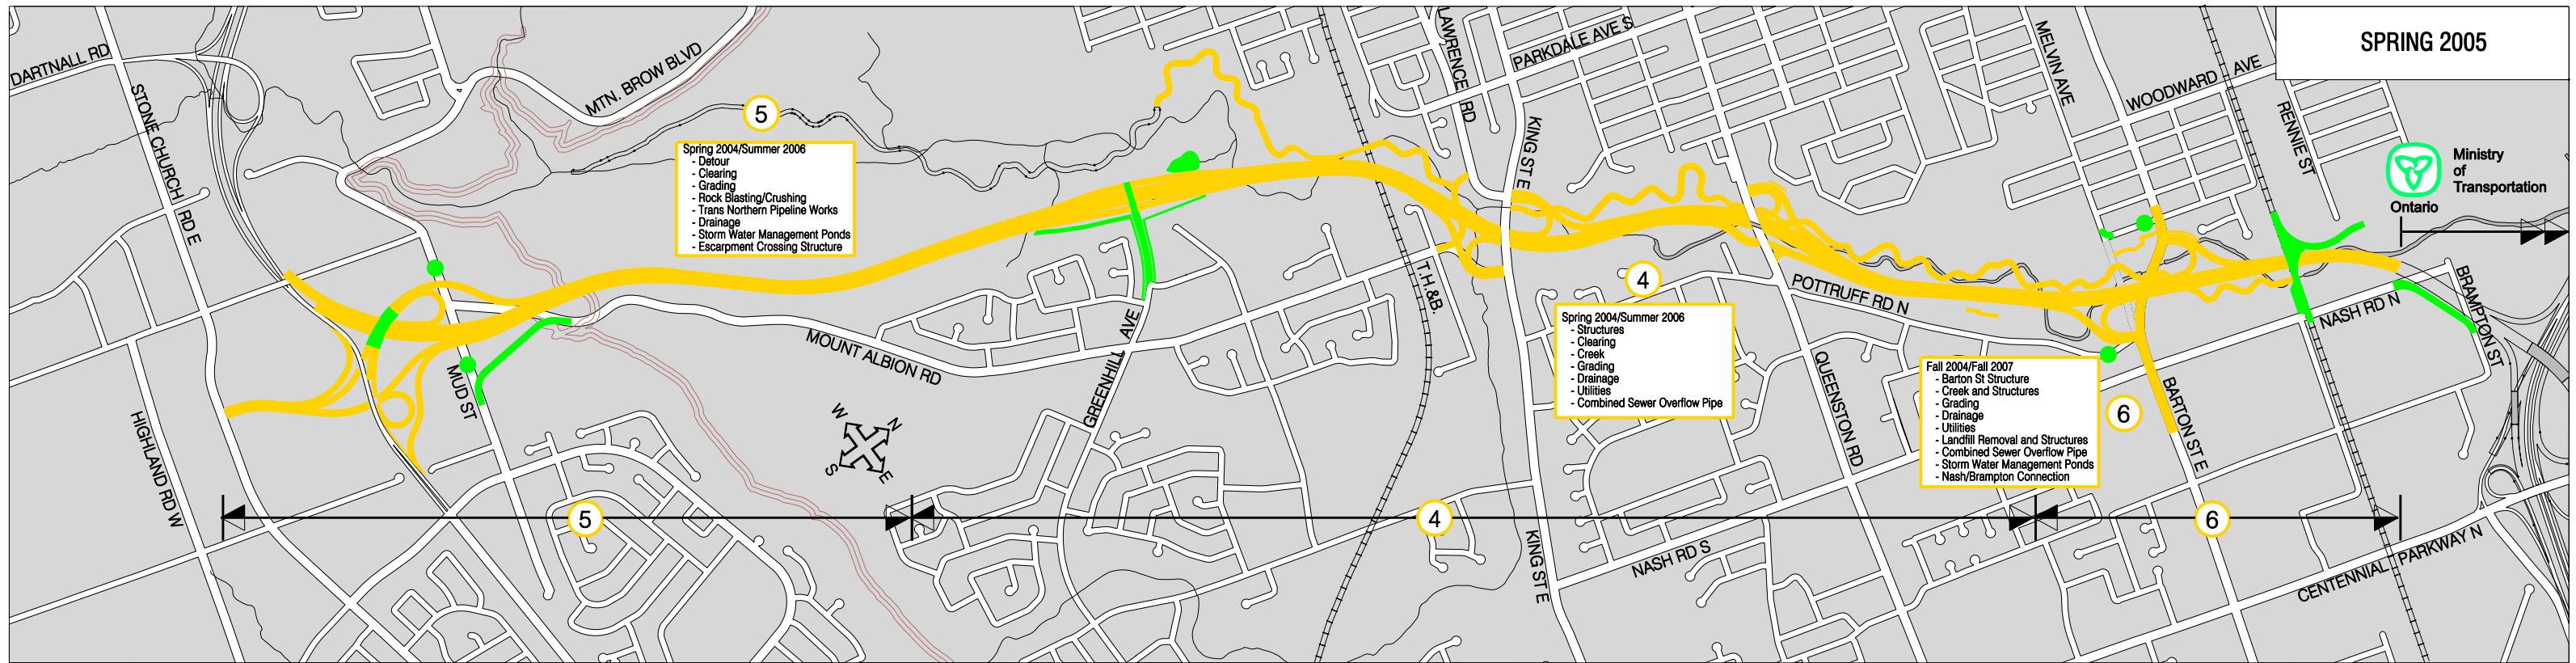 SPRING 2005
DARTNALL RD
STONE CHURCH RD E
MTN. BROW BLVD
LAWRENCE RD
PARKDALE AVE S
KING ST E
MELVIN AVE
WOODWARD AVE
RENNIE ST
Ministry
of
Transportation
Ontario
5
Spring 2004/Summer 2006
- Detour
- Clearing
- Grading
- Rock Blasting/Crushing
- Trans Northern Pipeline Works
- Drainage
- Storm Water Management Ponds
- Escarpment Crossing Structure
4
Spring 2004/Summer 2006
- Structures
- Clearing
- Creek
- Grading
- Drainage
- Utilities
- Combined Sewer Overflow Pipe
Fall 2004/Fall 2007
- Barton St Structure
- Creek and Structures
- Grading
- Drainage
- Utilities
- Landfill Removal and Structures
- Combined Sewer Overflow Pipe
- Storm Water Management Ponds
- Nash/Brampton Connection
6
T.H.&B.
POTTRUFF RD N
NASH RD N
BRAMPTON ST
MOUNT ALBION RD
GREENHILL AVE
MUD ST
HIGHLAND RD W
QUEENSTON RD
BARTON ST E
W
N
S
E
5
4
6
KING ST E
NASH RD S
CENTENNIAL PARKWAY N